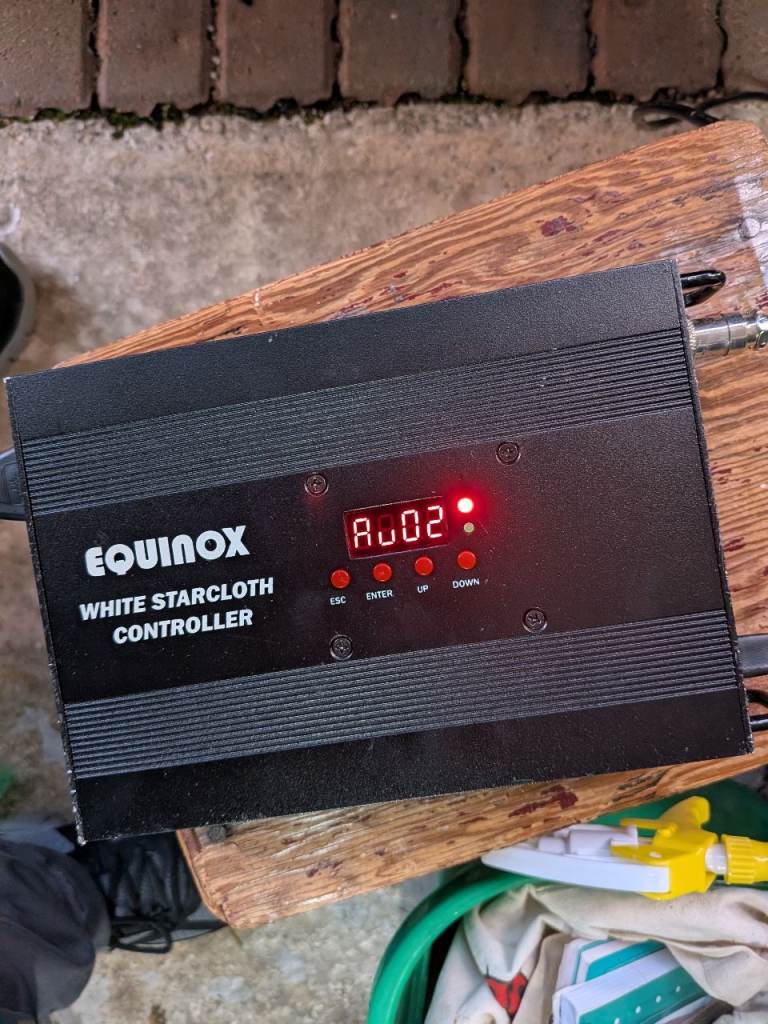 EQUINOX
WHITE STARCLOTH
CONTROLLER
Au02
ESC ENTER UP DOWN